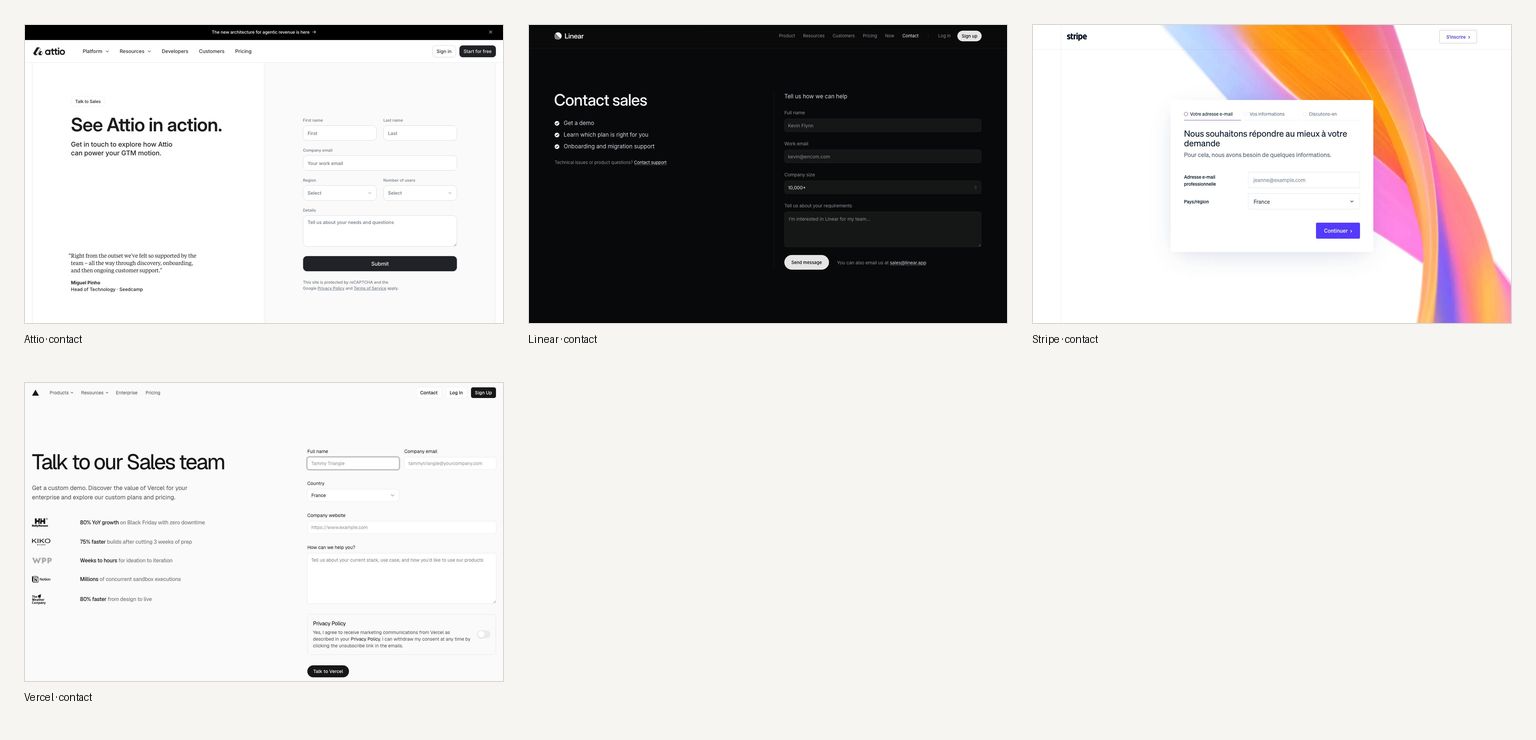 The new architecture for agentic revenue is here →
attio
Platform
Resources
Developers
Customers
Pricing
Sign in
Start for free
Talk to Sales
See Attio in action.
Get in touch to explore how Attio
can power your GTM motion.
"Right from the outset we've felt so supported by the
team – all the way through discovery, onboarding,
and then ongoing customer support."
Miguel Pinho
Head of Technology · Seedcamp
First name
Last name
First
Last
Company email
Your work email
Region
Number of users
Select
Select
Details
Tell us about your needs and questions
Submit
This site is protected by reCAPTCHA and the
Google Privacy Policy and Terms of Service apply.
Attio · contact
Linear
Product
Resources
Customers
Pricing
Now
Contact
Log in
Sign up
Contact sales
Get a demo
Learn which plan is right for you
Onboarding and migration support
Technical issues or product questions? Contact support
Tell us how we can help
Full name
Kevin Flynn
Work email
kevin@encom.com
Company size
10,000+
Tell us about your requirements
I'm interested in Linear for my team...
Send message
You can also email us at sales@linear.app
Linear · contact
stripe
S'inscrire ›
Votre adresse e-mail
Vos informations
Discutons-en
Nous souhaitons répondre au mieux à votre
demande
Pour cela, nous avons besoin de quelques informations.
Adresse e-mail
professionnelle
jeanne@example.com
Pays/région
France
Continuer ›
Stripe · contact
Products
Resources
Enterprise
Pricing
Contact
Log In
Sign Up
Talk to our Sales team
Get a custom demo. Discover the value of Vercel for your
enterprise and explore our custom plans and pricing.
80% YoY growth on Black Friday with zero downtime
KIKO
75% faster builds after cutting 3 weeks of prep
WPP
Weeks to hours for ideation to iteration
Notion
Millions of concurrent sandbox executions
The
Weather
Company
80% faster from design to live
Full name
Company email
Tammy Triangle
tammytriangle@yourcompany.com
Country
France
Company website
https://www.example.com
How can we help you?
Tell us about your current stack, use case, and how you'd like to use our products
Privacy Policy
Yes, I agree to receive marketing communications from Vercel as
described in your Privacy Policy. I can withdraw my consent at any time by
clicking the unsubscribe link in the emails.
Talk to Vercel
Vercel · contact